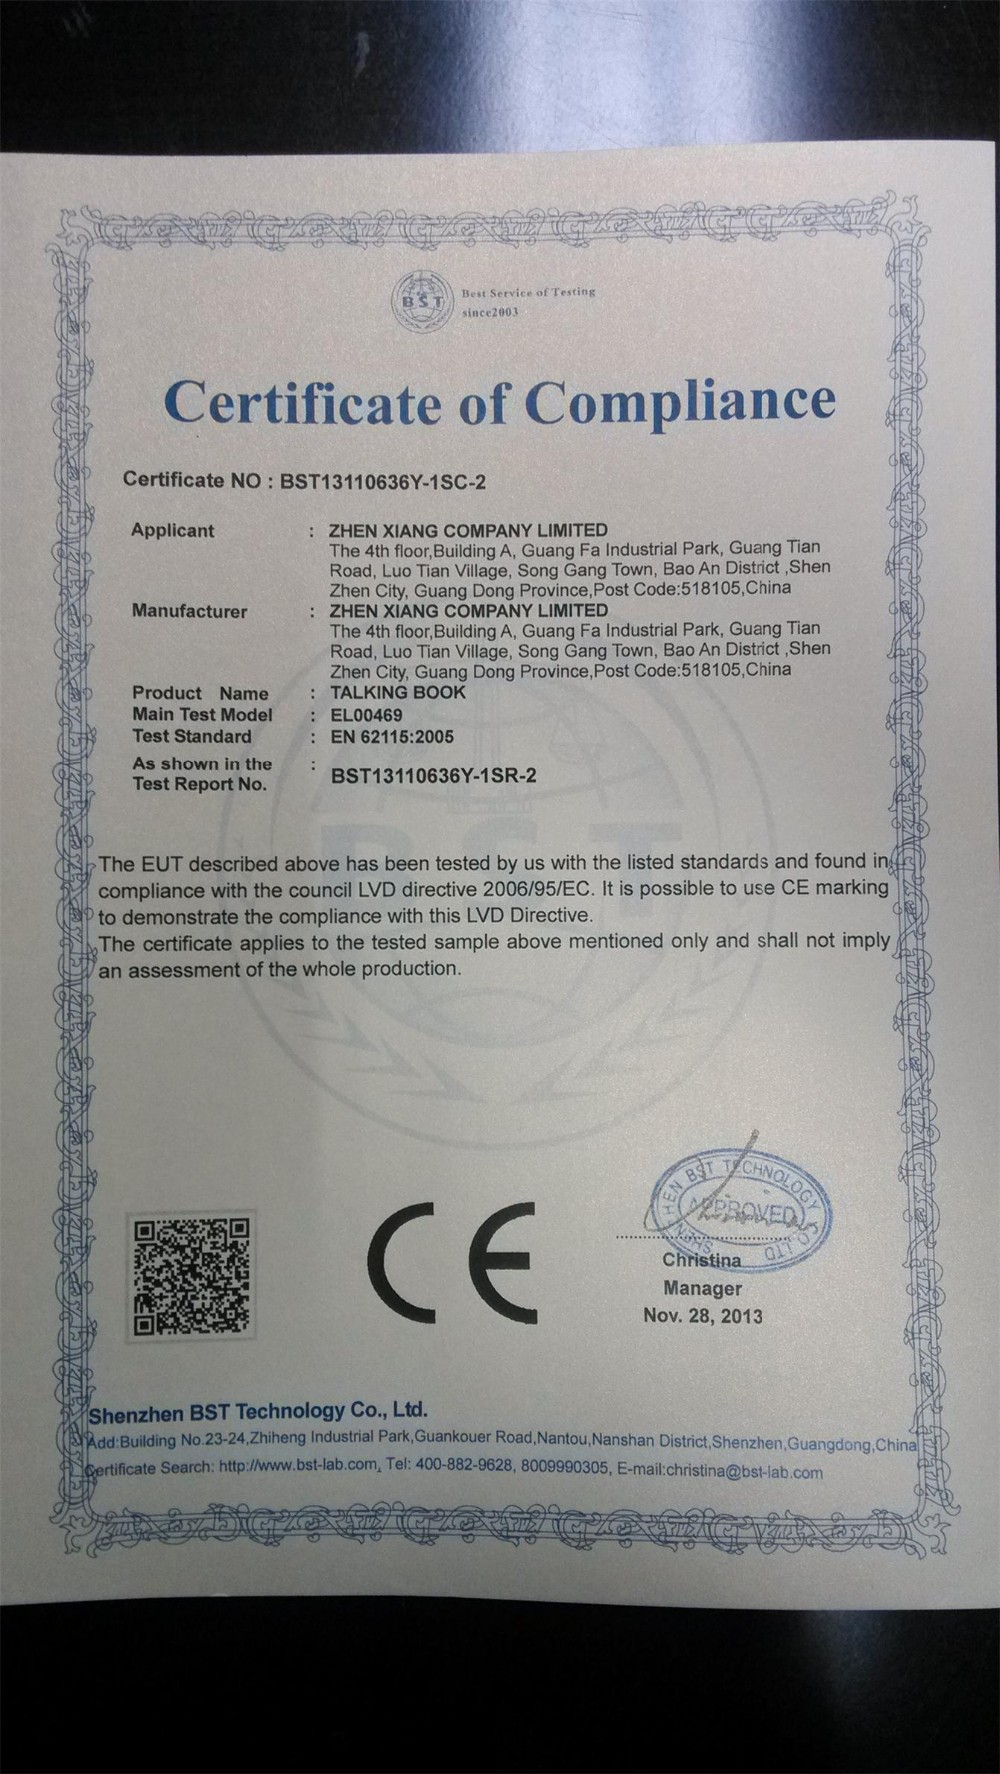 BST
Best Service of Testing
since2003
Certificate of Compliance
Certificate NO : BST13110636Y-1SC-2
Applicant : ZHEN XIANG COMPANY LIMITED
The 4th floor,Building A, Guang Fa Industrial Park, Guang Tian
Road, Luo Tian Village, Song Gang Town, Bao An District ,Shen
Zhen City, Guang Dong Province,Post Code:518105,China
Manufacturer : ZHEN XIANG COMPANY LIMITED
The 4th floor,Building A, Guang Fa Industrial Park, Guang Tian
Road, Luo Tian Village, Song Gang Town, Bao An District ,Shen
Zhen City, Guang Dong Province,Post Code:518105,China
Product Name : TALKING BOOK
Main Test Model : EL00469
Test Standard : EN 62115:2005
As shown in the :
Test Report No. BST13110636Y-1SR-2
BST
The EUT described above has been tested by us with the listed standards and found in
compliance with the council LVD directive 2006/95/EC. It is possible to use CE marking
to demonstrate the compliance with this LVD Directive.
The certificate applies to the tested sample above mentioned only and shall not imply
an assessment of the whole production.
CE
SHEN ZHEN BST TECHNOLOGY CO.,LTD
APPROVED
Christina
Manager
Nov. 28, 2013
Shenzhen BST Technology Co., Ltd.
Add:Building No.23-24,Zhiheng Industrial Park,Guankouer Road,Nantou,Nanshan District,Shenzhen,Guangdong,China
Certificate Search: http://www.bst-lab.com, Tel: 400-882-9628, 8009990305, E-mail:christina@bst-lab.com